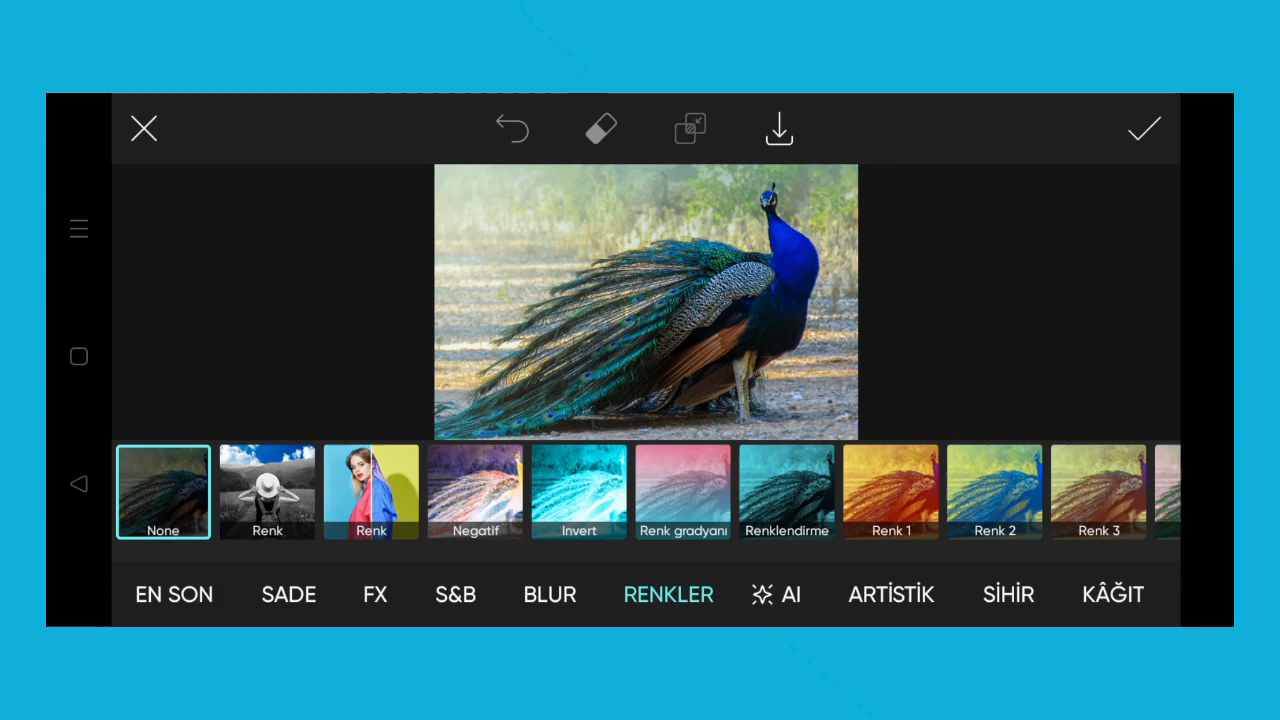 None
Renk
Renk
Negatif
Invert
Renk gradyanı
Renklendirme
Renk 1
Renk 2
Renk 3
EN SON
SADE
FX
S&B
BLUR
RENKLER
AI
ARTİSTİK
SİHİR
KÂĞIT